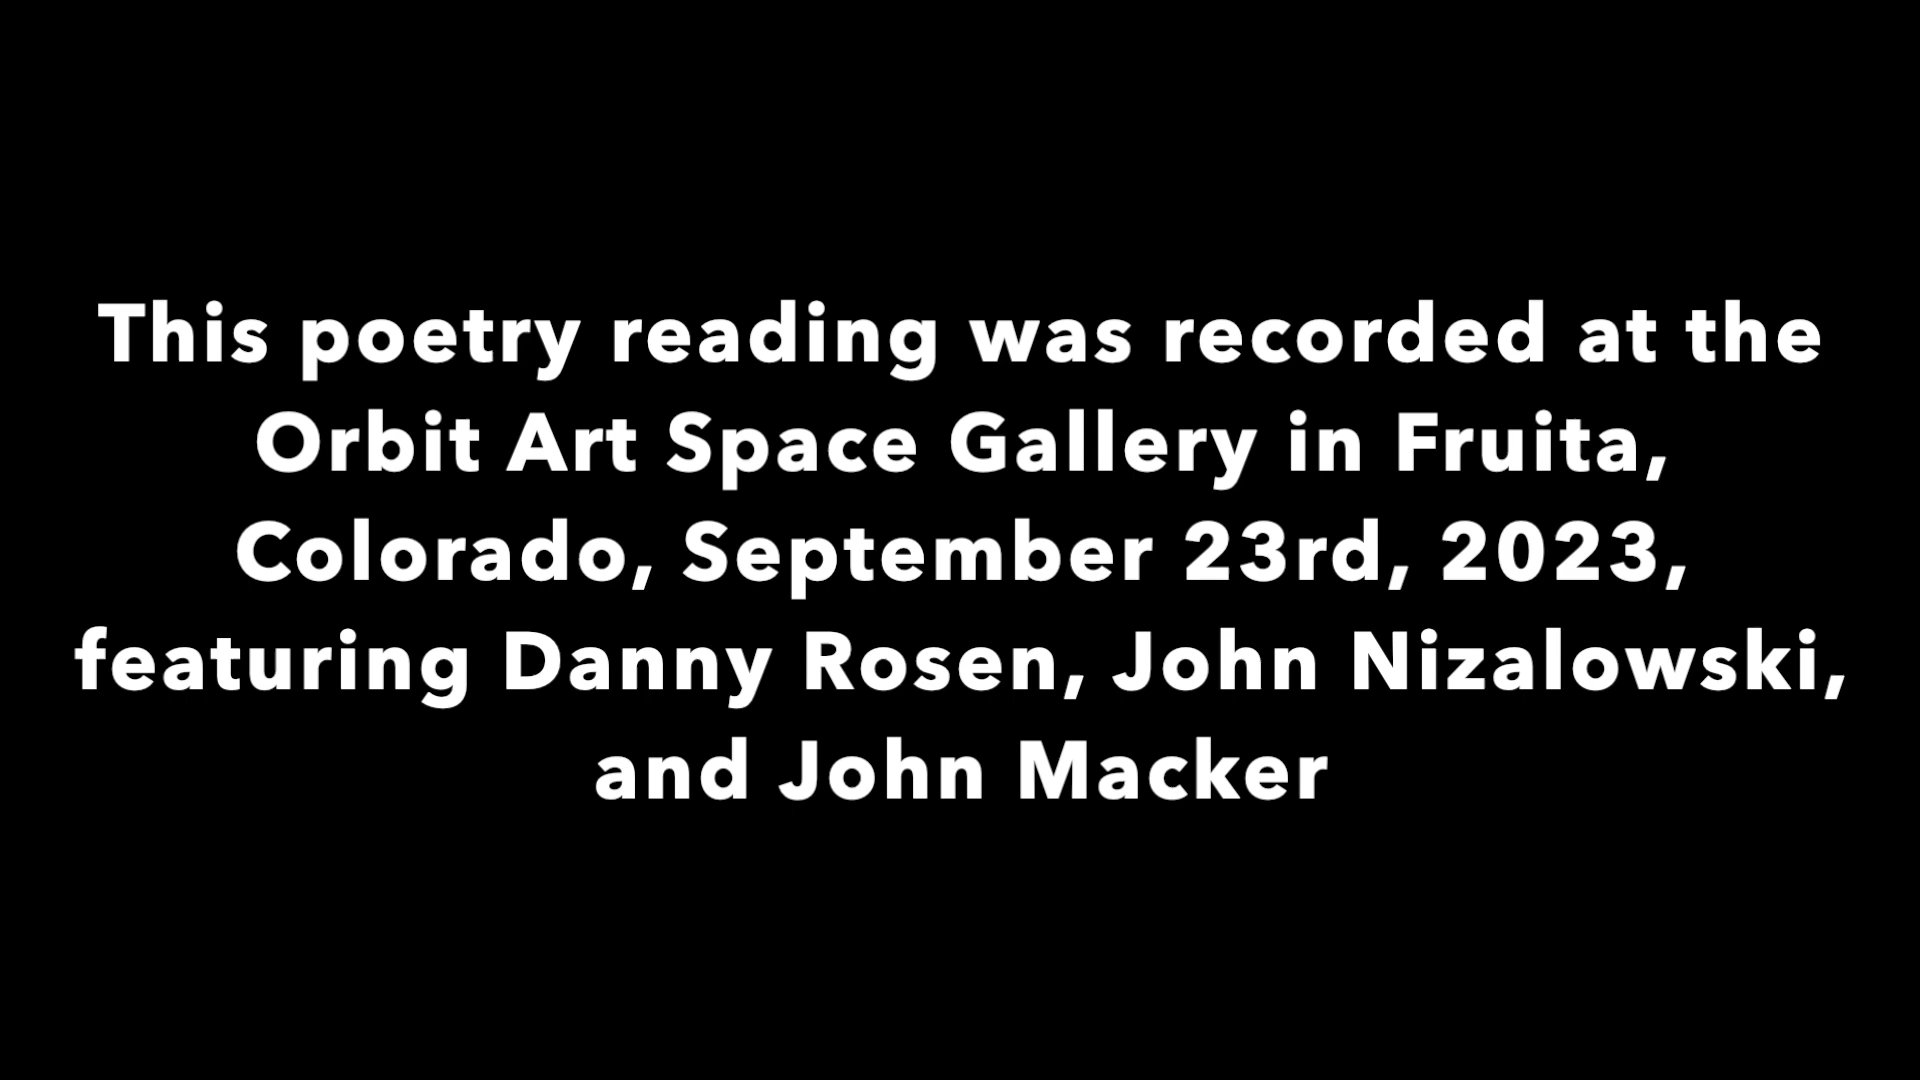 This poetry reading was recorded at the
Orbit Art Space Gallery in Fruita,
Colorado, September 23rd, 2023,
featuring Danny Rosen, John Nizalowski,
and John Macker